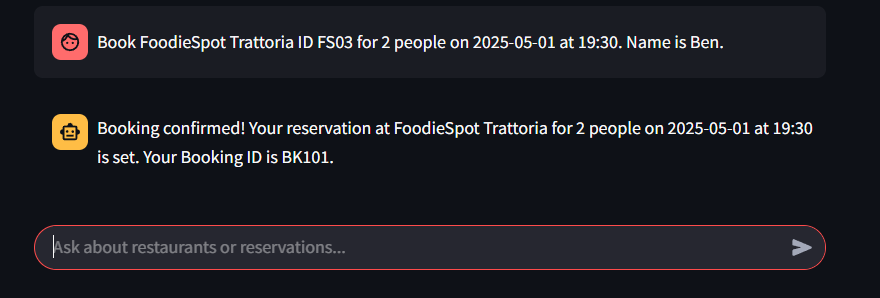 Book FoodieSpot Trattoria ID FS03 for 2 people on 2025-05-01 at 19:30. Name is Ben.
Booking confirmed! Your reservation at FoodieSpot Trattoria for 2 people on 2025-05-01 at 19:30
is set. Your Booking ID is BK101.
Ask about restaurants or reservations...